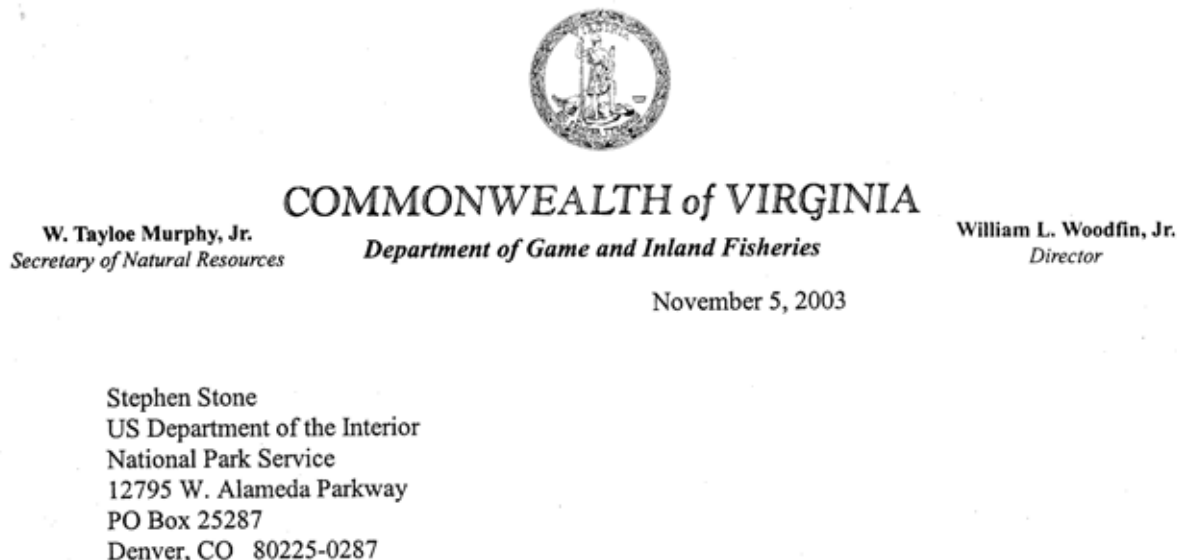 VIRGINIA
COMMONWEALTH of VIRGINIA
W. Tayloe Murphy, Jr.
Secretary of Natural Resources
Department of Game and Inland Fisheries
William L. Woodfin, Jr.
Director
November 5, 2003
Stephen Stone
US Department of the Interior
National Park Service
12795 W. Alameda Parkway
PO Box 25287
Denver, CO 80225-0287